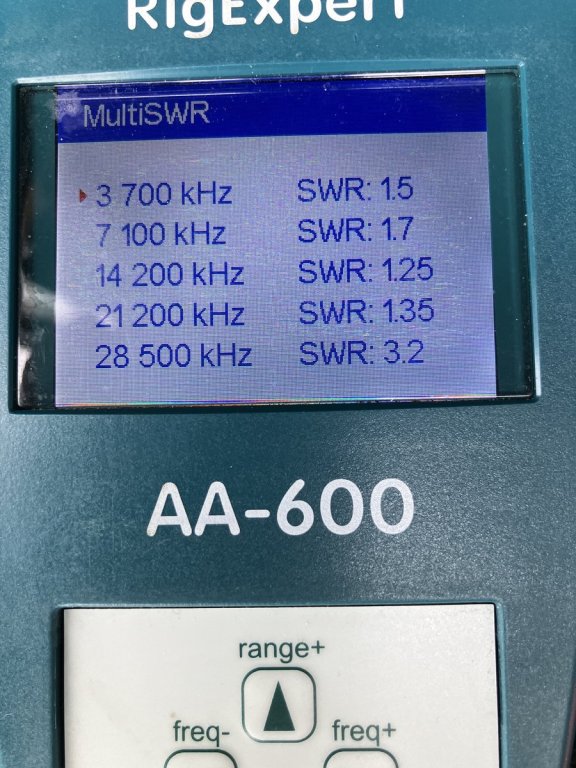 RigExpert
MultiSWR
3 700 kHz SWR: 1.5
7 100 kHz SWR: 1.7
14 200 kHz SWR: 1.25
21 200 kHz SWR: 1.35
28 500 kHz SWR: 3.2
AA-600
range+
freq- freq+